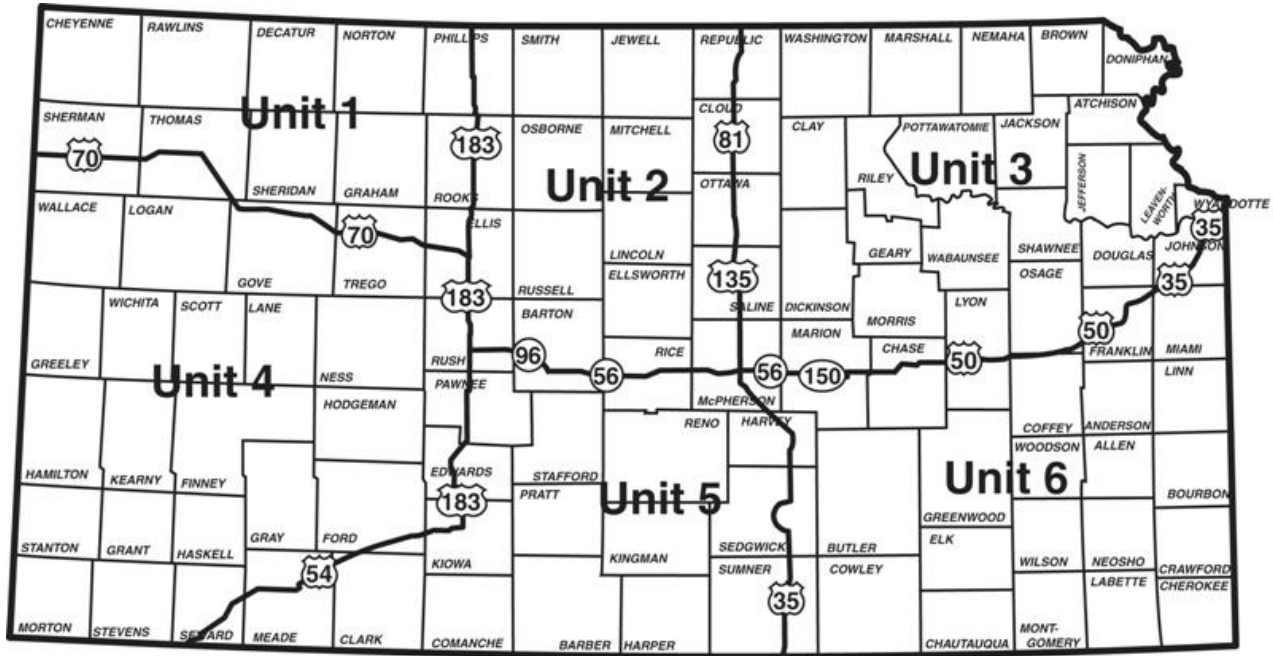 CHEYENNE
RAWLINS
DECATUR
NORTON
PHILLIPS
SMITH
JEWELL
REPUBLIC
WASHINGTON
MARSHALL
NEMAHA
BROWN
DONIPHAN
SHERMAN
THOMAS
Unit 1
183
OSBORNE
MITCHELL
CLOUD
81
CLAY
POTTAWATOMIE
JACKSON
ATCHISON
70
SHERIDAN
GRAHAM
ROOKS
Unit 2
OTTAWA
RILEY
Unit 3
JEFFERSON
LEAVEN-
WORTH
WYANDOTTE
WALLACE
LOGAN
70
ELLIS
LINCOLN
GEARY
WABAUNSEE
SHAWNEE
DOUGLAS
JOHNSON
35
GOVE
TREGO
183
RUSSELL
ELLSWORTH
135
SALINE
DICKINSON
OSAGE
35
WICHITA
SCOTT
LANE
BARTON
MARION
MORRIS
LYON
50
GREELEY
NESS
RUSH
96
RICE
CHASE
50
FRANKLIN
MIAMI
Unit 4
PAWNEE
56
56
150
LINN
HODGEMAN
McPHERSON
RENO
HARVEY
COFFEY
ANDERSON
HAMILTON
KEARNY
FINNEY
EDWARDS
STAFFORD
WOODSON
ALLEN
183
PRATT
Unit 5
Unit 6
BOURBON
STANTON
GRANT
HASKELL
GRAY
FORD
KIOWA
KINGMAN
SEDGWICK
BUTLER
GREENWOOD
ELK
54
SUMNER
COWLEY
WILSON
NEOSHO
CRAWFORD
LABETTE
CHEROKEE
35
MORTON
STEVENS
SEWARD
MEADE
CLARK
COMANCHE
BARBER
HARPER
CHAUTAUQUA
MONT-
GOMERY